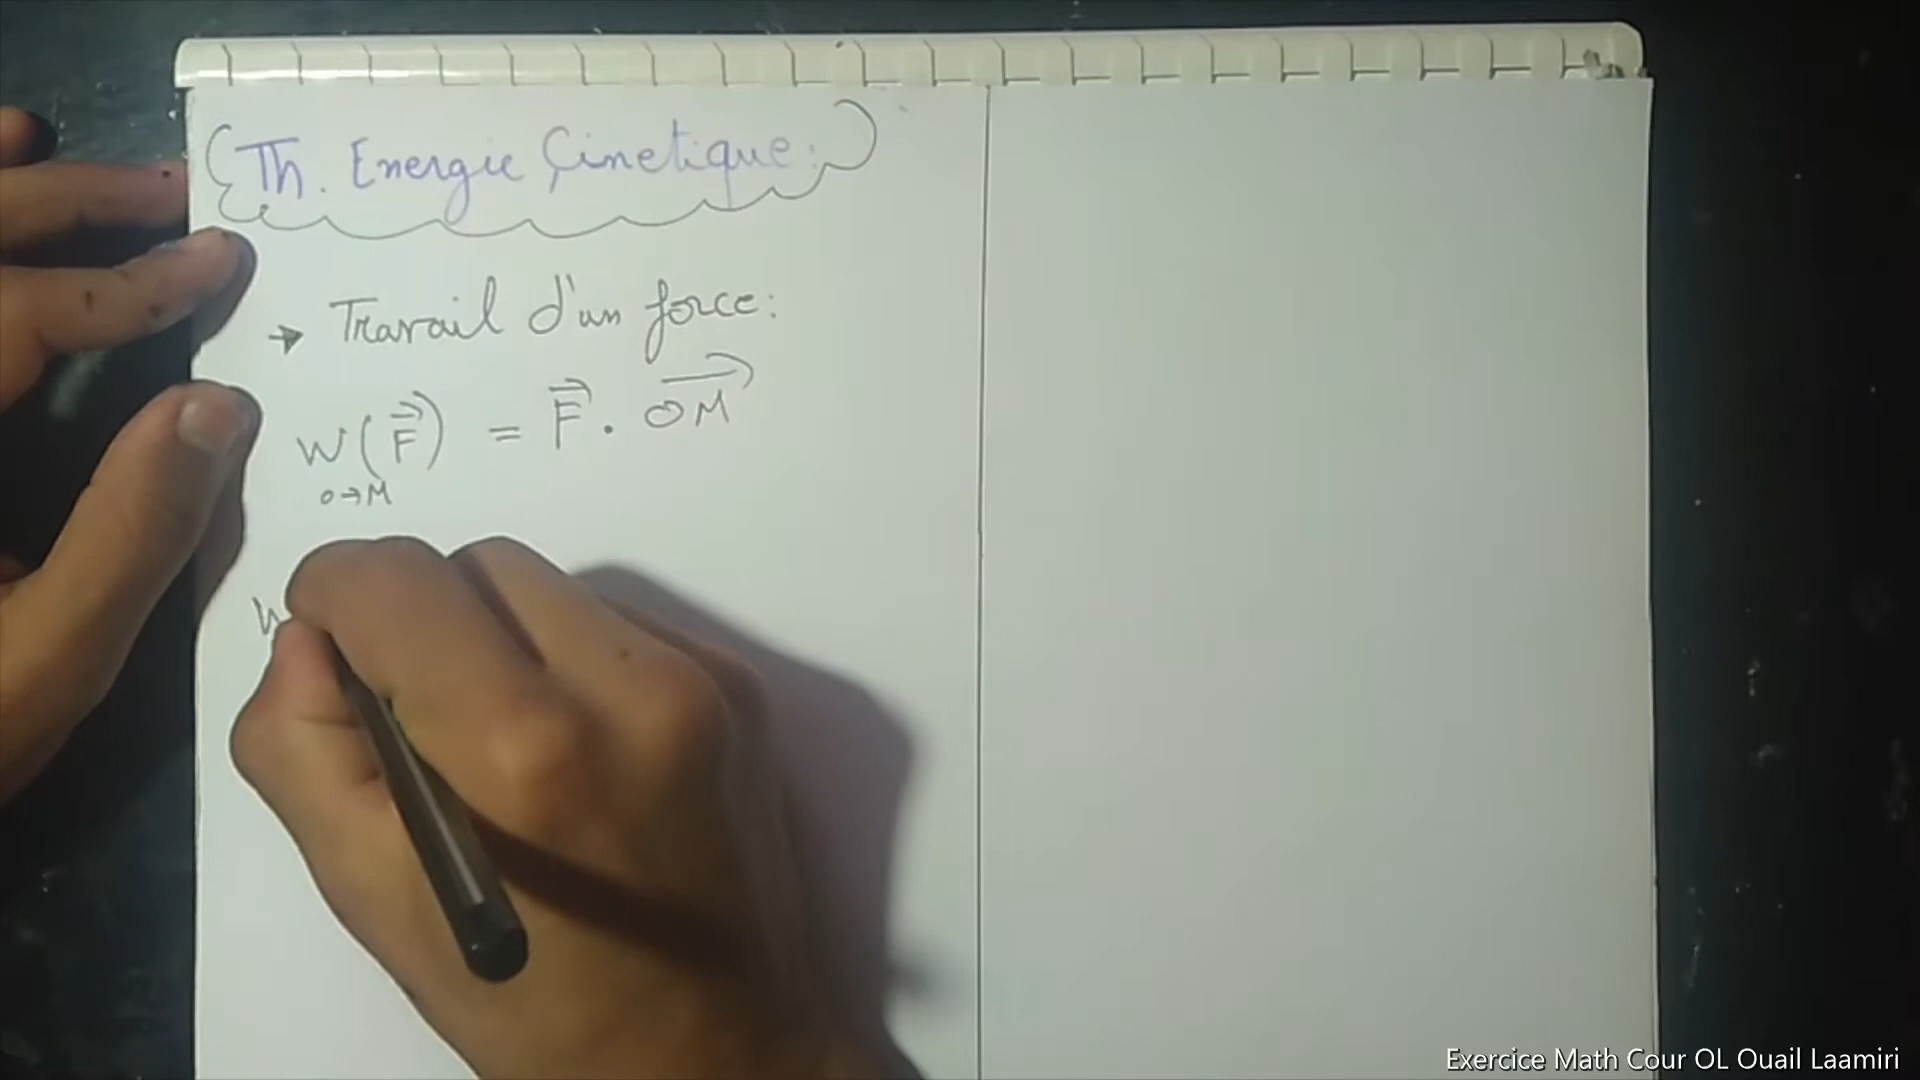 Th. Energie Cinetique:
→ Travail d'un force:
W(F⃗) = F⃗ . OM⃗
O→M
W
Exercice Math Cour OL Ouail Laamiri